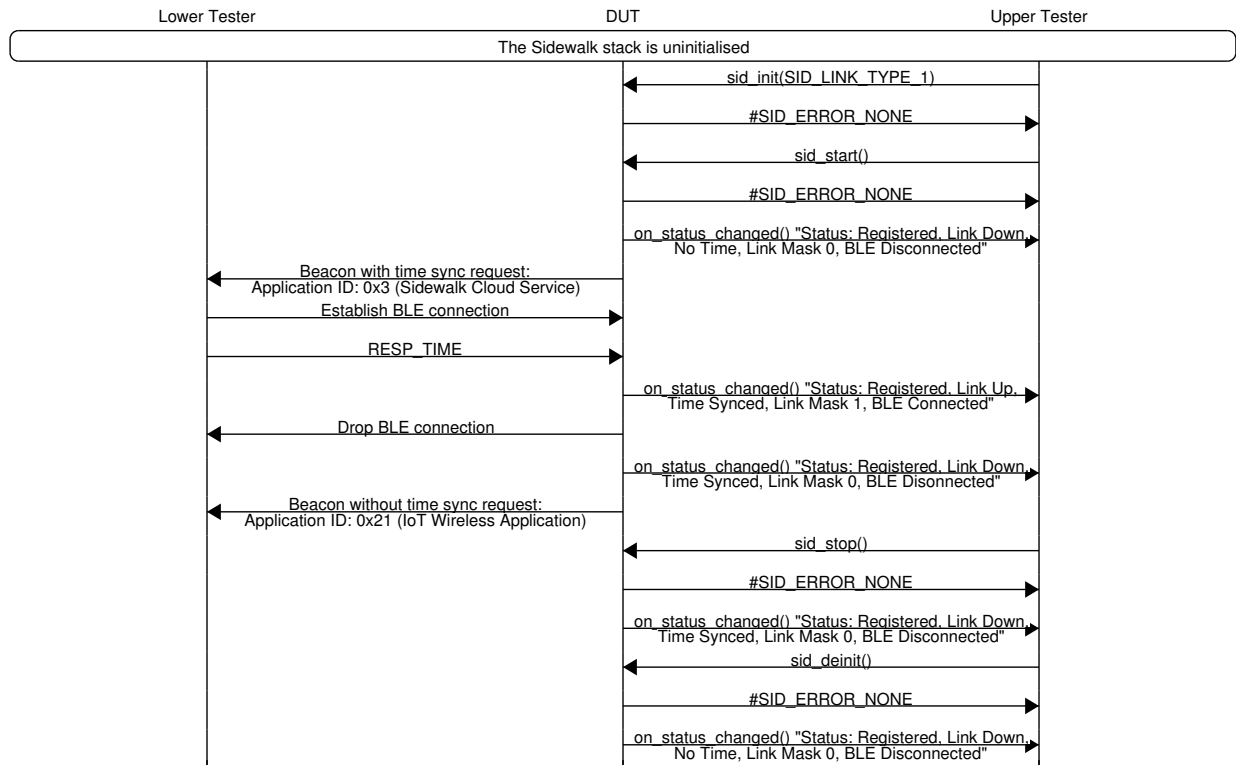 Lower Tester DUT Upper Tester
The Sidewalk stack is uninitialised
sid_init(SID_LINK_TYPE_1)
#SID_ERROR_NONE
sid_start()
#SID_ERROR_NONE
on_status_changed() "Status: Registered, Link Down,
No Time, Link Mask 0, BLE Disconnected"
Beacon with time sync request:
Application ID: 0x3 (Sidewalk Cloud Service)
Establish BLE connection
RESP_TIME
on_status_changed() "Status: Registered, Link Up,
Time Synced, Link Mask 1, BLE Connected"
Drop BLE connection
on_status_changed() "Status: Registered, Link Down,
Time Synced, Link Mask 0, BLE Disonnected"
Beacon without time sync request:
Application ID: 0x21 (IoT Wireless Application)
sid_stop()
#SID_ERROR_NONE
on_status_changed() "Status: Registered, Link Down,
Time Synced, Link Mask 0, BLE Disconnected"
sid_deinit()
#SID_ERROR_NONE
on_status_changed() "Status: Registered, Link Down,
No Time, Link Mask 0, BLE Disconnected"